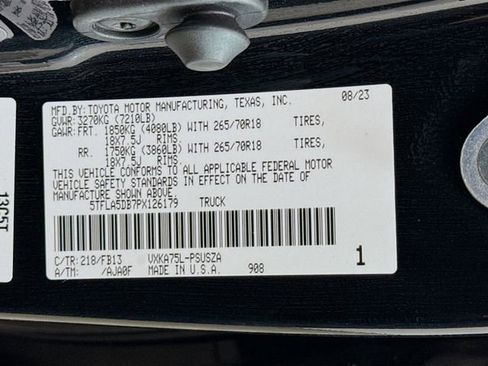 MFD.BY:TOYOTA MOTOR MANUFACTURING, TEXAS, INC. 08/23
GVWR:3270KG (7210LB)
GAWR:FRT. 1850KG (4080LB) WITH 265/70R18 TIRES,
18X7.5J RIMS
RR. 1750KG (3860LB) WITH 265/70R18 TIRES,
18X7.5J RIMS
THIS VEHICLE CONFORMS TO ALL APPLICABLE FEDERAL MOTOR
VEHICLE SAFETY STANDARDS IN EFFECT ON THE DATE OF
MANUFACTURE SHOWN ABOVE.
5TFLA5DB7PX126179 TRUCK
C/TR:218/FB13 VXKA75L-PSUSZA
A/TM: /AJA0F MADE IN U.S.A. 908 1